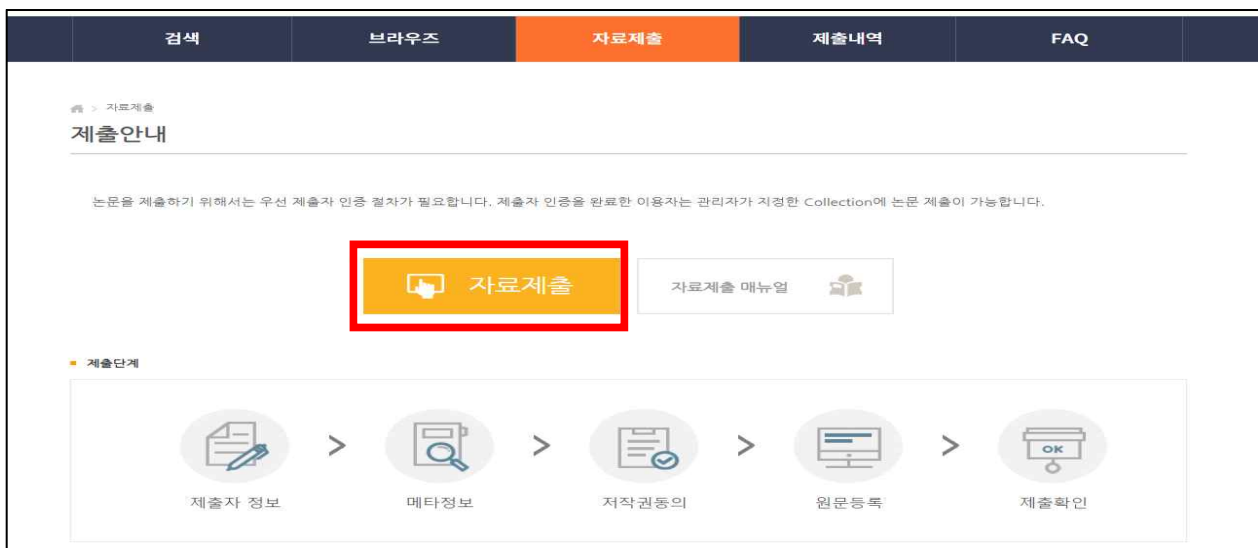 검색 브라우즈 자료제출 제출내역 FAQ
> 자료제출
제출안내
논문을 제출하기 위해서는 우선 제출자 인증 절차가 필요합니다. 제출자 인증을 완료한 이용자는 관리자가 지정한 Collection에 논문 제출이 가능합니다.
자료제출 자료제출 매뉴얼
제출단계
> > > > OK
제출자 정보 메타정보 저작권동의 원문등록 제출확인